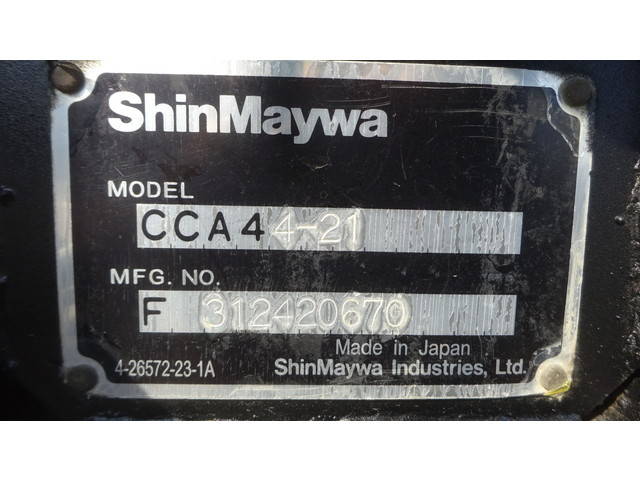 ShinMaywa
MODEL
CCA44-21
MFG. NO.
F 312420670
Made in Japan
4-26572-23-1A ShinMaywa Industries, Ltd.